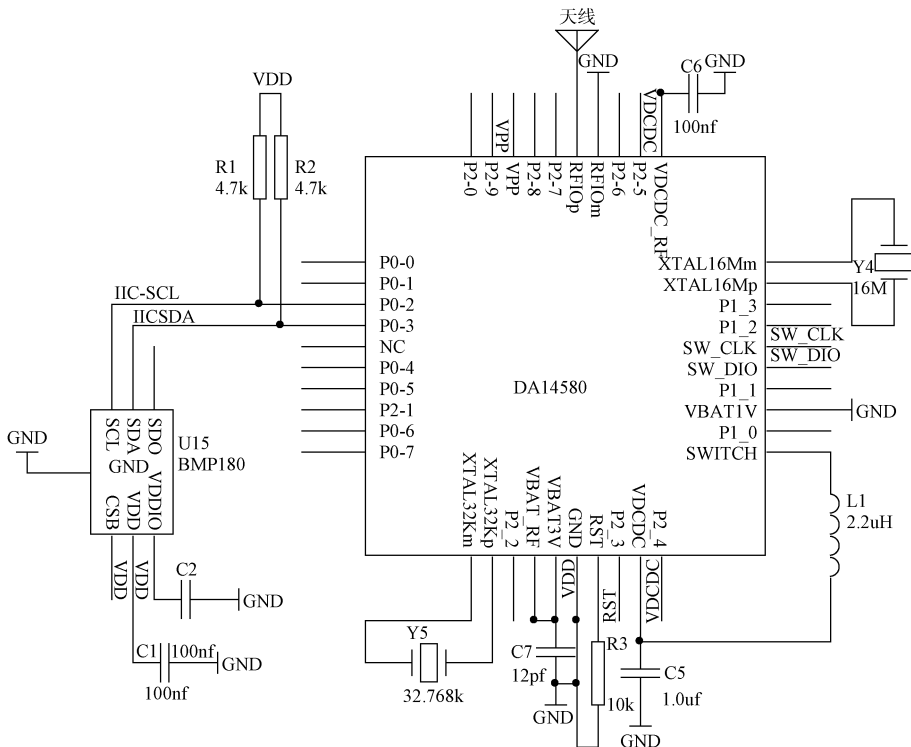 天线
GND
C6
GND
VDD
VPP
VDCDC
100nf
R1
4.7k
R2
4.7k
P2-0
P2-9
VPP
P2-8
P2-7
RFIOp
RFIOm
P2-6
P2-5
VDCDC_RF
P0-0
P0-1
P0-2
P0-3
NC
P0-4
P0-5
P2-1
P0-6
P0-7
IIC-SCL
IICSDA
XTAL16Mm
XTAL16Mp
P1_3
P1_2
SW_CLK
SW_DIO
P1_1
VBAT1V
P1_0
SWITCH
Y4
16M
SW_CLK
SW_DIO
GND
DA14580
GND
SCL
SDA
SDO
GND
CSB
VDD
VDDIO
U15
BMP180
XTAL32Km
XTAL32Kp
P2_2
VBAT_RF
VBAT3V
GND
RST
P2_3
VDCDC
P2_4
L1
2.2uH
VDD
VDD
C2
GND
VDD
RST
VDCDC
C1
100nf
GND
100nf
Y5
32.768k
C7
12pf
GND
R3
10k
C5
1.0uf
GND